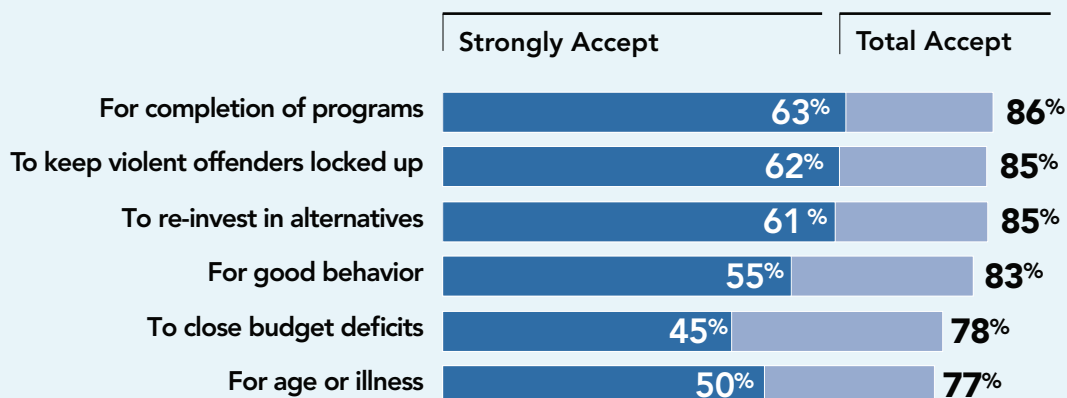 Strongly Accept Total Accept
For completion of programs 63% 86%
To keep violent offenders locked up 62% 85%
To re-invest in alternatives 61 % 85%
For good behavior 55% 83%
To close budget deficits 45% 78%
For age or illness 50% 77%